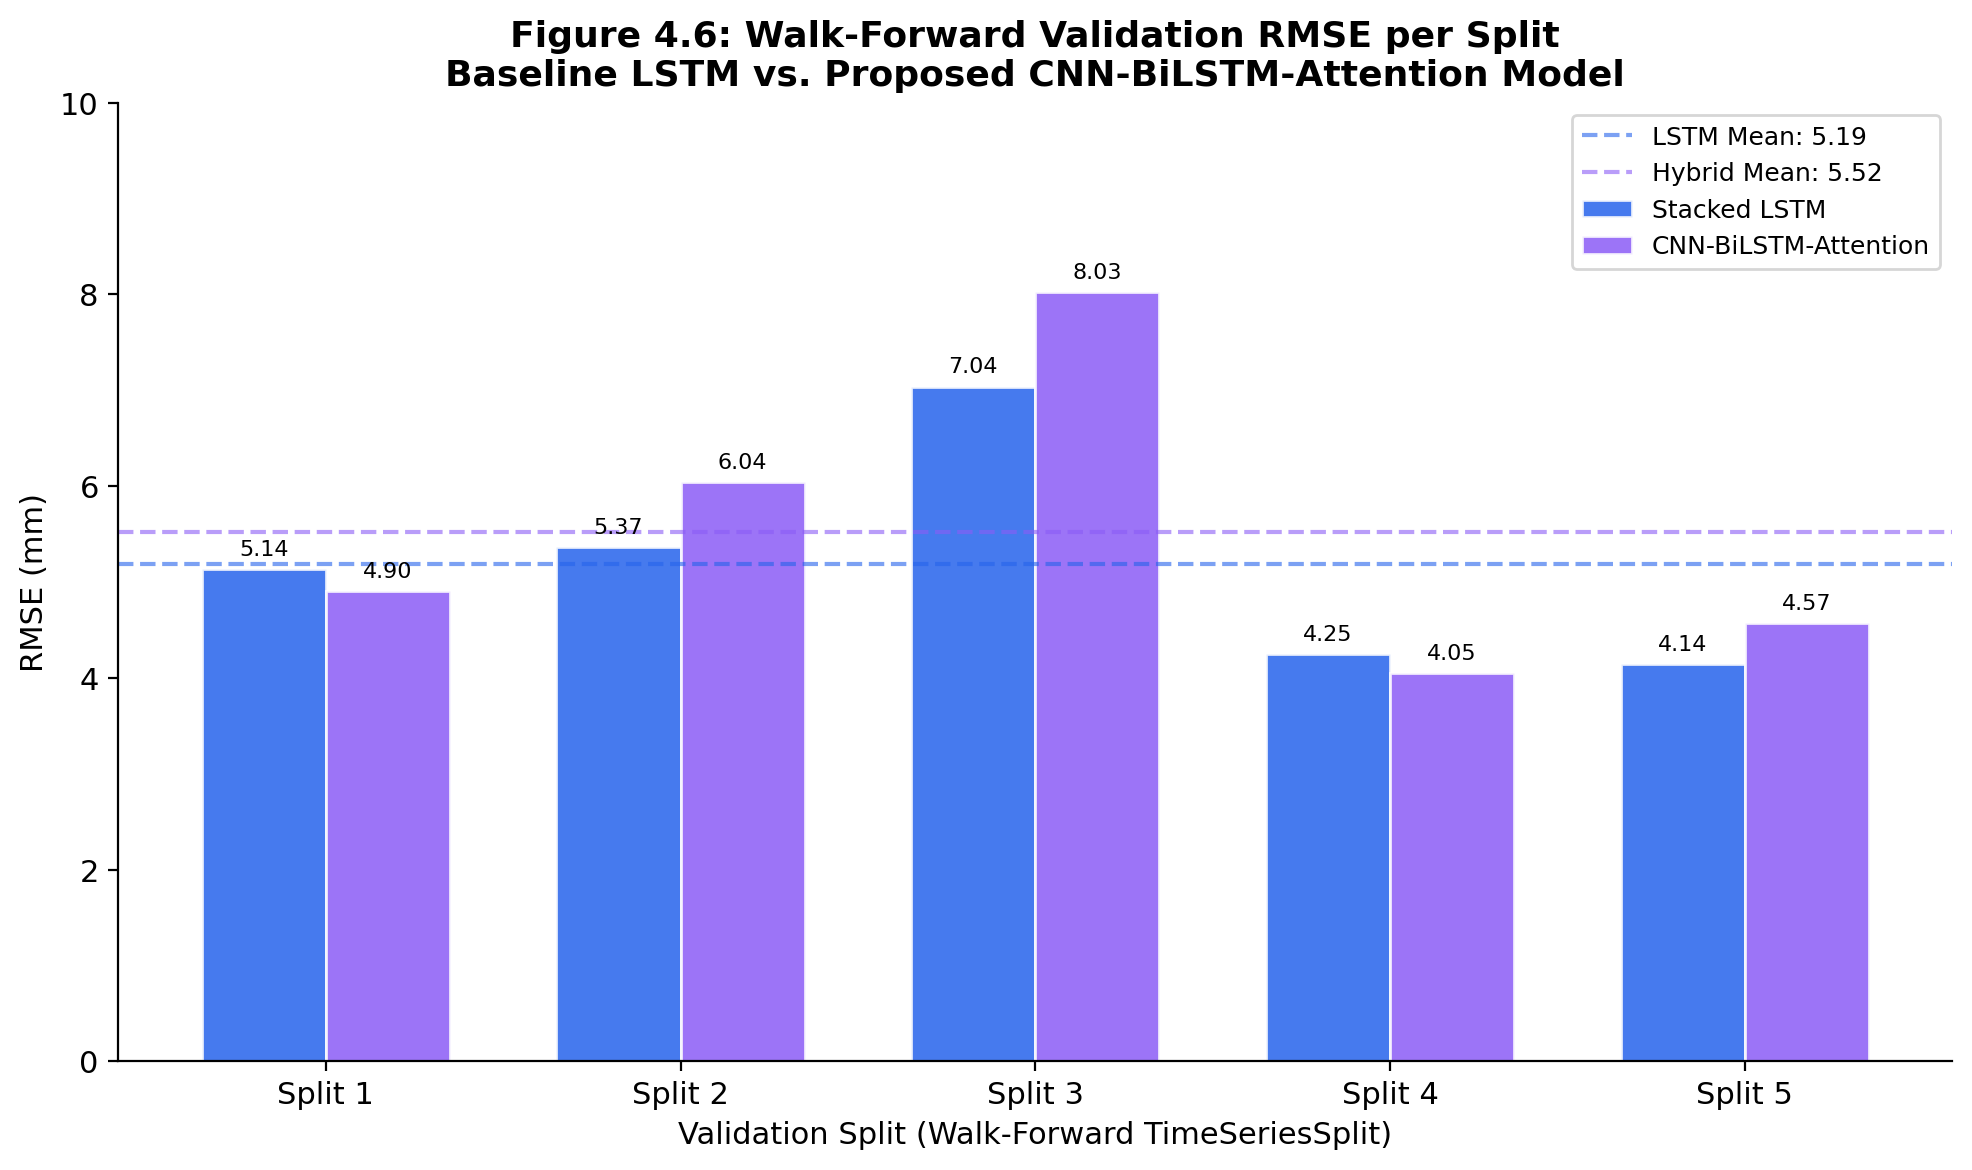 Figure 4.6: Walk-Forward Validation RMSE per Split
Baseline LSTM vs. Proposed CNN-BiLSTM-Attention Model
LSTM Mean: 5.19
Hybrid Mean: 5.52
Stacked LSTM
CNN-BiLSTM-Attention
RMSE (mm)
10
8
6
4
2
0
5.14
4.90
5.37
6.04
7.04
8.03
4.25
4.05
4.14
4.57
Split 1
Split 2
Split 3
Split 4
Split 5
Validation Split (Walk-Forward TimeSeriesSplit)